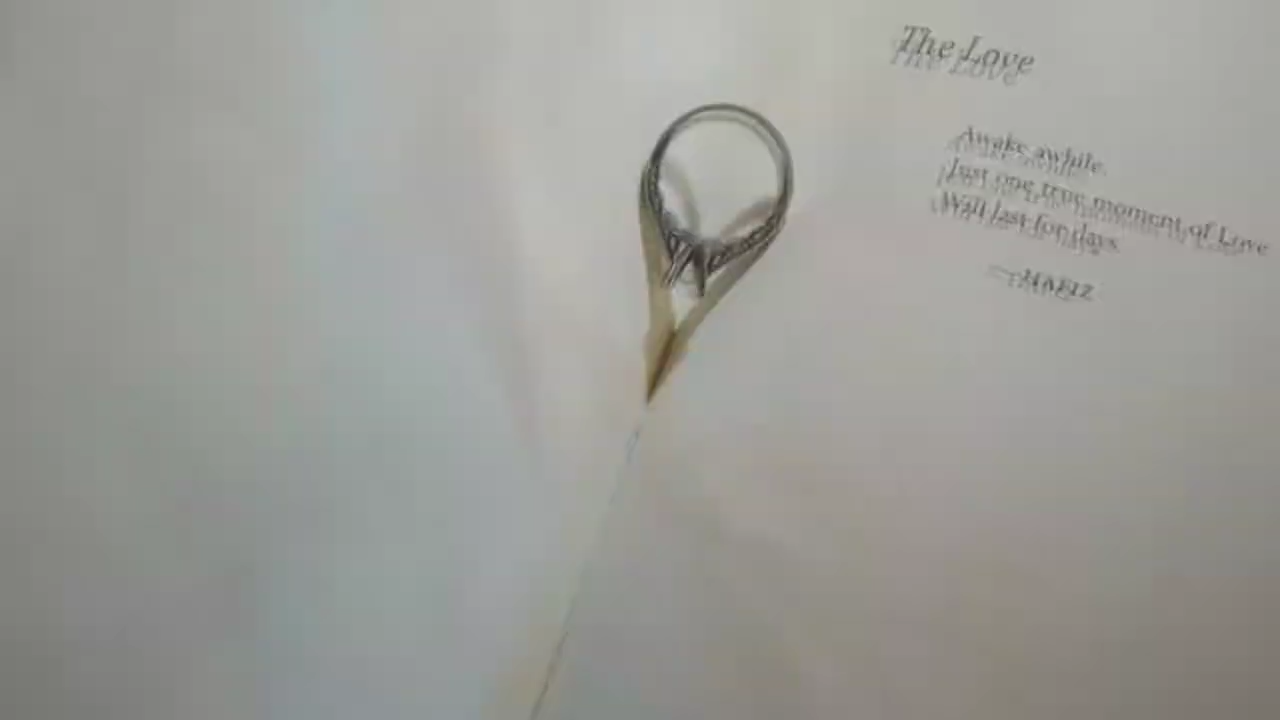 The Love
Awake awhile.
Just one true moment of Love
Will last for days.
—HAFIZ